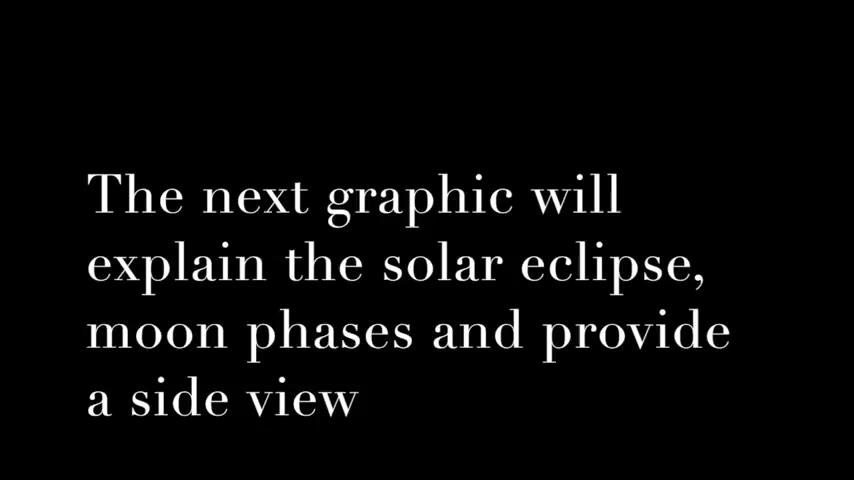 The next graphic will
explain the solar eclipse,
moon phases and provide
a side view